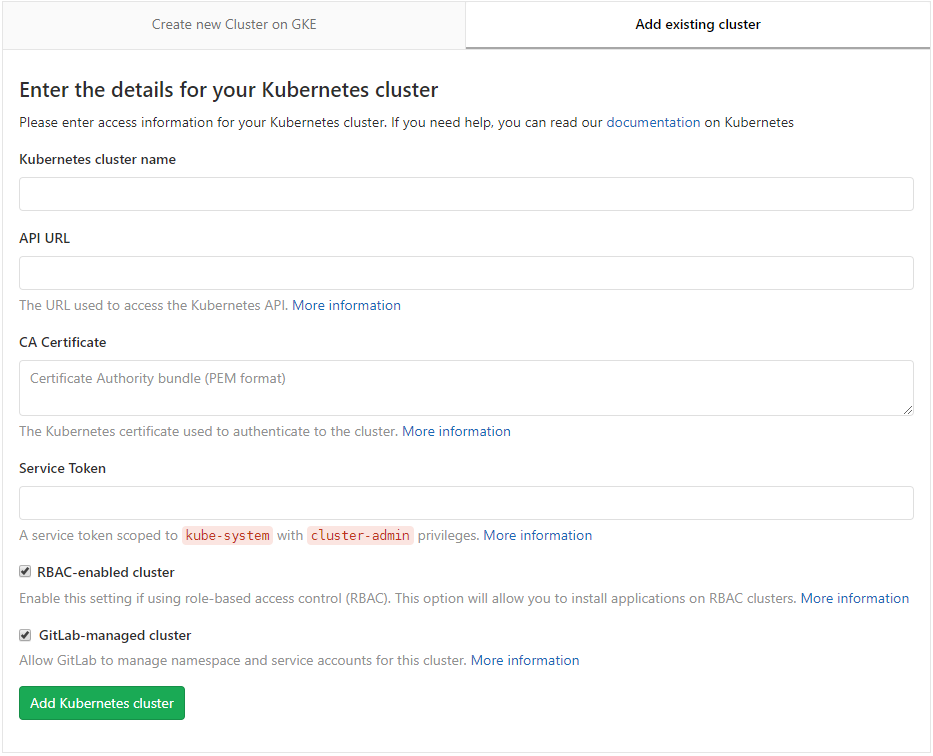 Create new Cluster on GKE
Add existing cluster
Enter the details for your Kubernetes cluster
Please enter access information for your Kubernetes cluster. If you need help, you can read our documentation on Kubernetes
Kubernetes cluster name
API URL
The URL used to access the Kubernetes API. More information
CA Certificate
Certificate Authority bundle (PEM format)
The Kubernetes certificate used to authenticate to the cluster. More information
Service Token
A service token scoped to kube-system with cluster-admin privileges. More information
RBAC-enabled cluster
Enable this setting if using role-based access control (RBAC). This option will allow you to install applications on RBAC clusters. More information
GitLab-managed cluster
Allow GitLab to manage namespace and service accounts for this cluster. More information
Add Kubernetes cluster